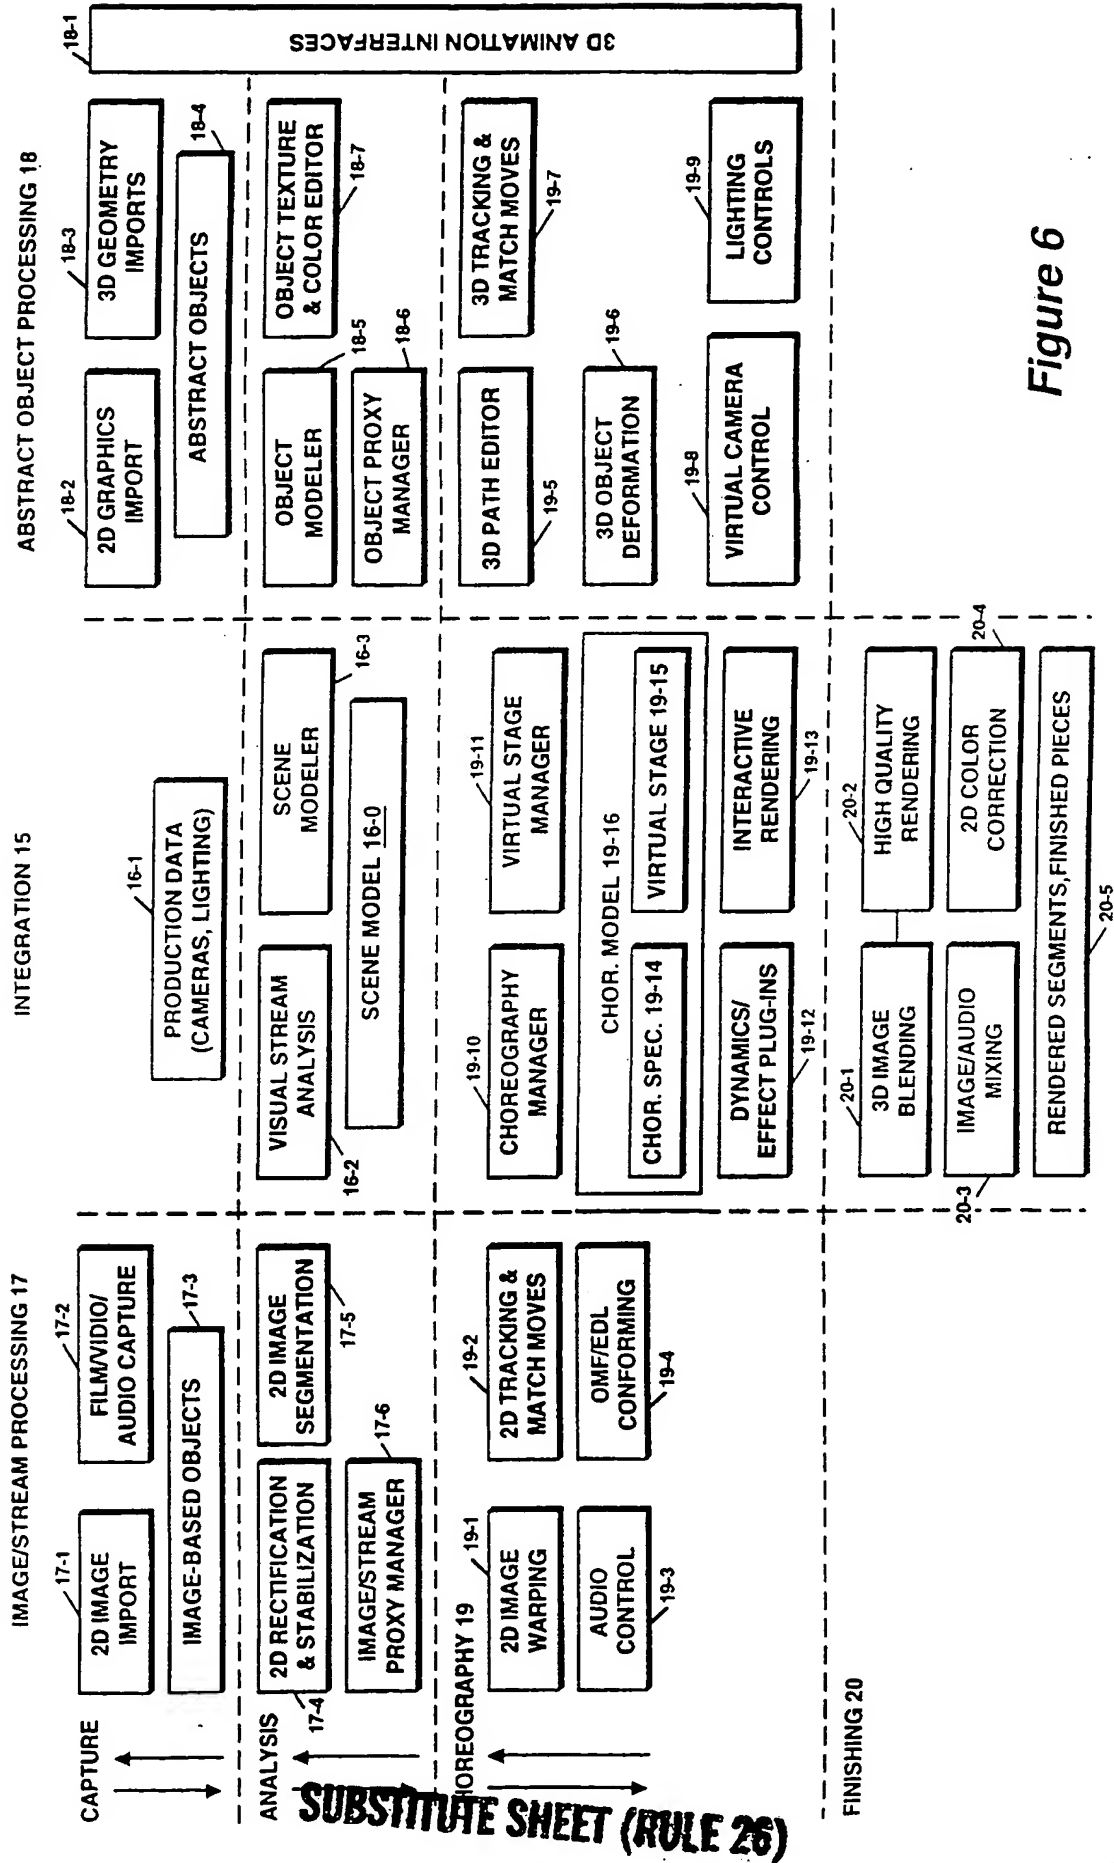 IMAGE/STREAM PROCESSING 17
INTEGRATION 15
ABSTRACT OBJECT PROCESSING 18
CAPTURE
17-1
2D IMAGE
IMPORT
17-2
FILM/VIDIO/
AUDIO CAPTURE
IMAGE-BASED OBJECTS
17-3
16-1
PRODUCTION DATA
(CAMERAS, LIGHTING)
18-2
2D GRAPHICS
IMPORT
18-3
3D GEOMETRY
IMPORTS
ABSTRACT OBJECTS
18-4
18-1
3D ANIMATION INTERFACES
ANALYSIS
2D RECTIFICATION
& STABILIZATION
17-4
2D IMAGE
SEGMENTATION
17-5
IMAGE/STREAM
PROXY MANAGER
17-6
VISUAL STREAM
ANALYSIS
16-2
SCENE
MODELER
16-3
SCENE MODEL 16-0
OBJECT
MODELER
18-5
OBJECT TEXTURE
& COLOR EDITOR
18-7
OBJECT PROXY
MANAGER
18-6
HOREOGRAPHY 19
19-1
2D IMAGE
WARPING
19-2
2D TRACKING &
MATCH MOVES
AUDIO
CONTROL
19-3
OMF/EDL
CONFORMING
19-4
19-10
CHOREOGRAPHY
MANAGER
19-11
VIRTUAL STAGE
MANAGER
CHOR. MODEL 19-16
CHOR. SPEC. 19-14
VIRTUAL STAGE 19-15
DYNAMICS/
EFFECT PLUG-INS
19-12
INTERACTIVE
RENDERING
19-13
3D PATH EDITOR
19-5
3D TRACKING &
MATCH MOVES
19-7
3D OBJECT
DEFORMATION
19-6
19-8
VIRTUAL CAMERA
CONTROL
19-9
LIGHTING
CONTROLS
FINISHING 20
20-1
3D IMAGE
BLENDING
20-2
HIGH QUALITY
RENDERING
IMAGE/AUDIO
MIXING
20-3
2D COLOR
CORRECTION
20-4
RENDERED SEGMENTS,FINISHED PIECES
20-5
Figure 6
SUBSTITUTE SHEET (RULE 26)